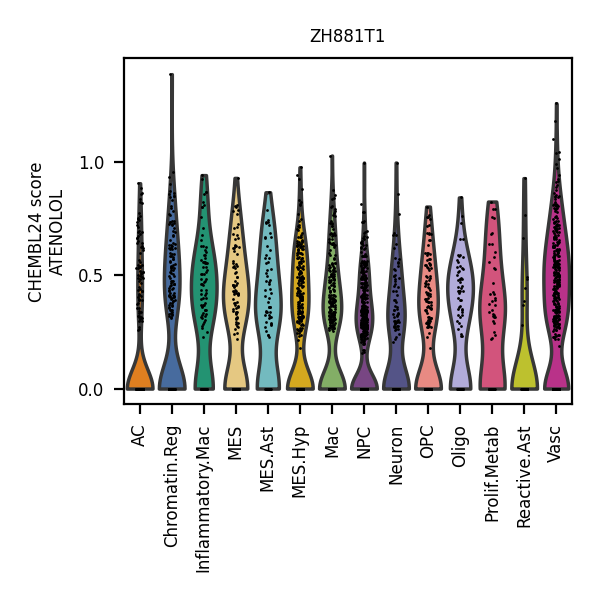 ZH881T1
CHEMBL24 score
ATENOLOL
1.0
0.5
0.0
AC
Chromatin.Reg
Inflammatory.Mac
MES
MES.Ast
MES.Hyp
Mac
NPC
Neuron
OPC
Oligo
Prolif.Metab
Reactive.Ast
Vasc